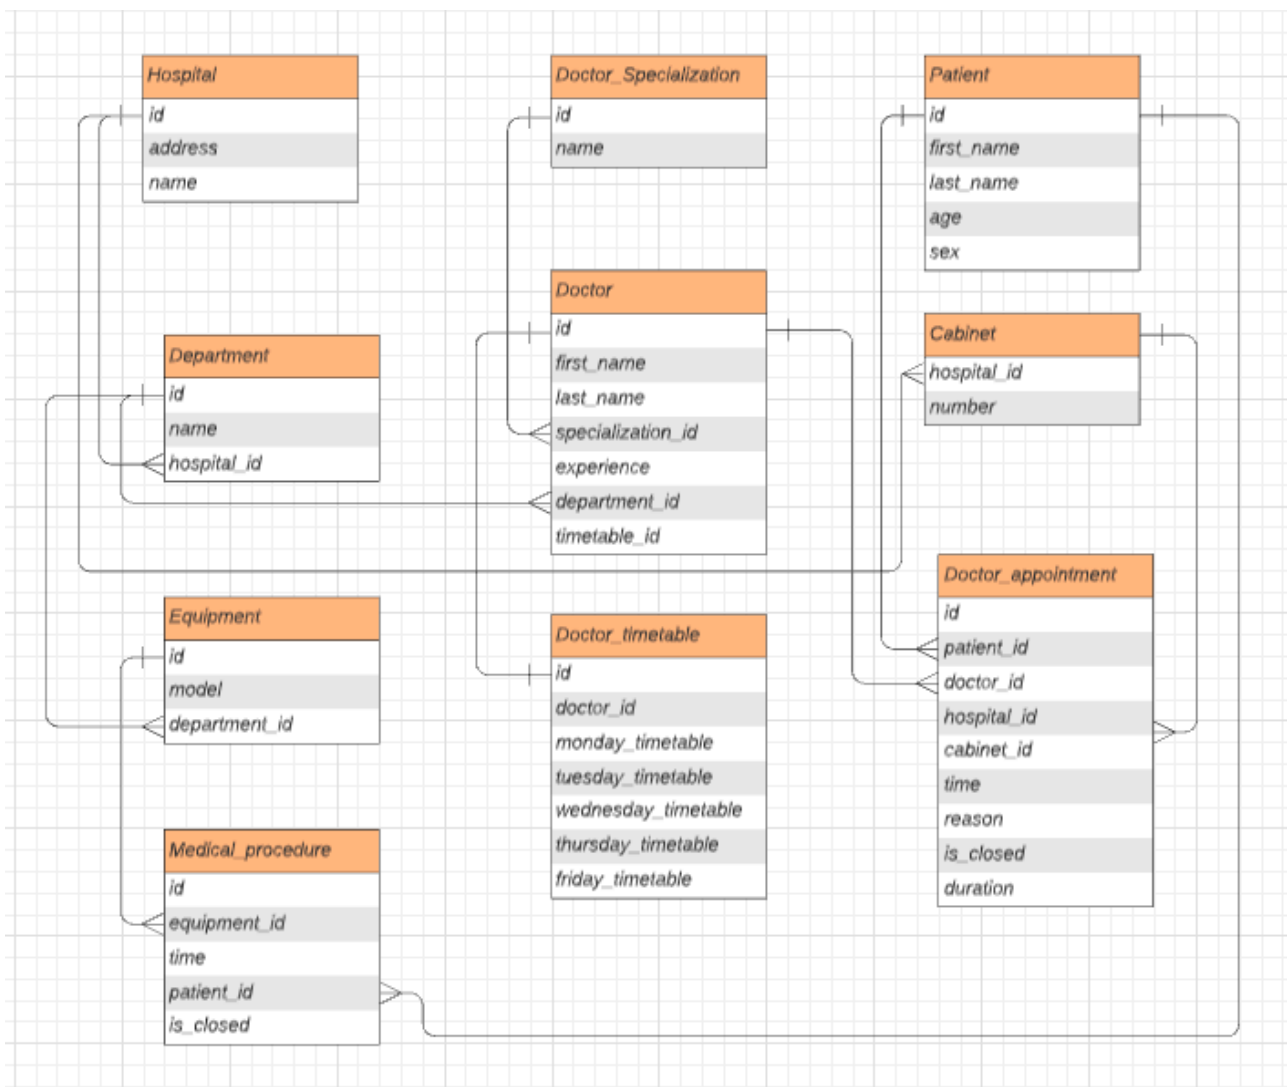 Hospital
id
address
name
Doctor_Specialization
id
name
Patient
id
first_name
last_name
age
sex
Department
id
name
hospital_id
Doctor
id
first_name
last_name
specialization_id
experience
department_id
timetable_id
Cabinet
hospital_id
number
Equipment
id
model
department_id
Doctor_timetable
id
doctor_id
monday_timetable
tuesday_timetable
wednesday_timetable
thursday_timetable
friday_timetable
Doctor_appointment
id
patient_id
doctor_id
hospital_id
cabinet_id
time
reason
is_closed
duration
Medical_procedure
id
equipment_id
time
patient_id
is_closed